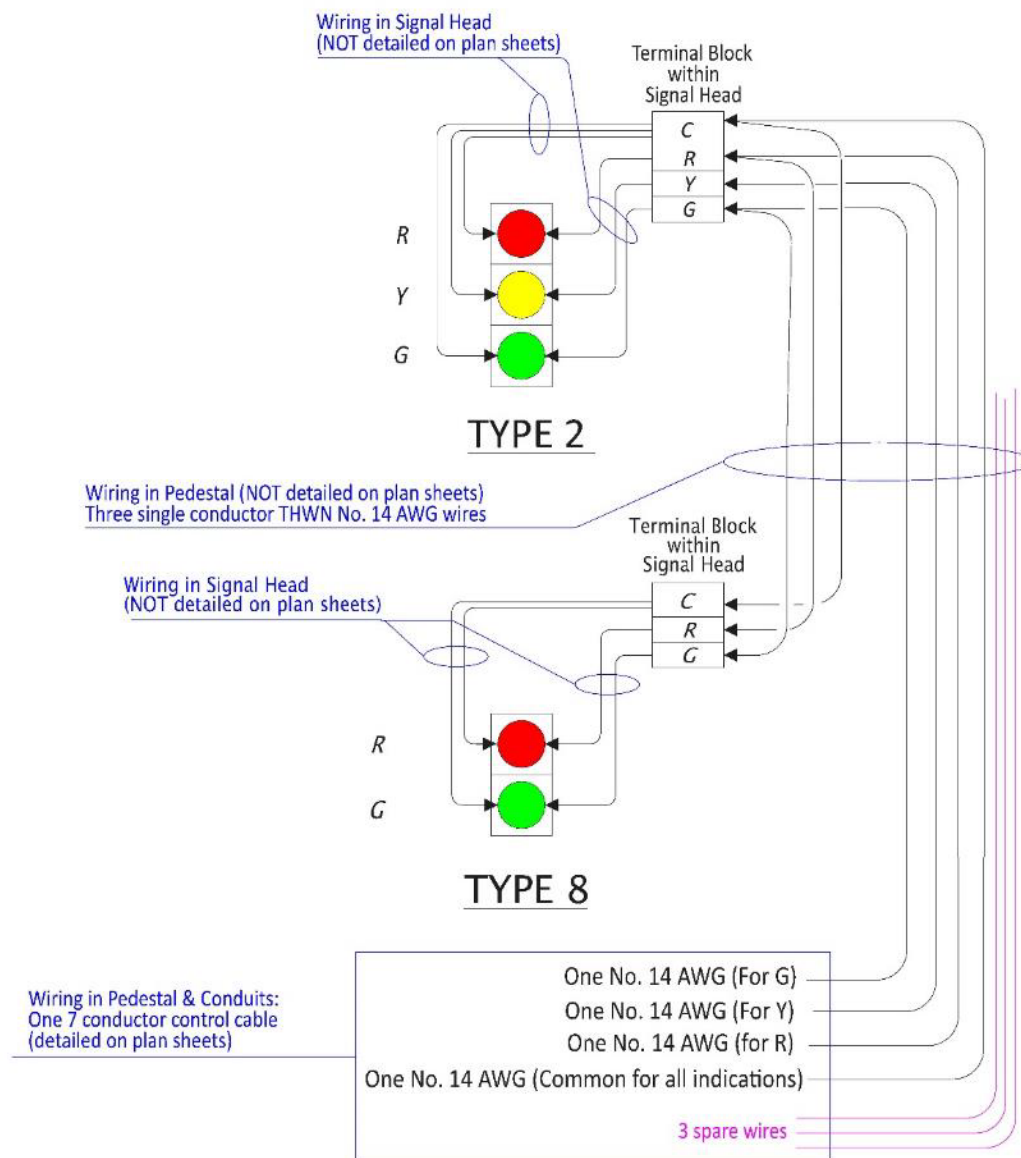 Wiring in Signal Head
(NOT detailed on plan sheets)
Terminal Block
within
Signal Head
C
R
Y
G
R
Y
G
TYPE 2
Wiring in Pedestal (NOT detailed on plan sheets)
Three single conductor THWN No. 14 AWG wires
Terminal Block
within
Signal Head
Wiring in Signal Head
(NOT detailed on plan sheets)
C
R
G
R
G
TYPE 8
Wiring in Pedestal & Conduits:
One 7 conductor control cable
(detailed on plan sheets)
One No. 14 AWG (For G)
One No. 14 AWG (For Y)
One No. 14 AWG (for R)
One No. 14 AWG (Common for all indications)
3 spare wires